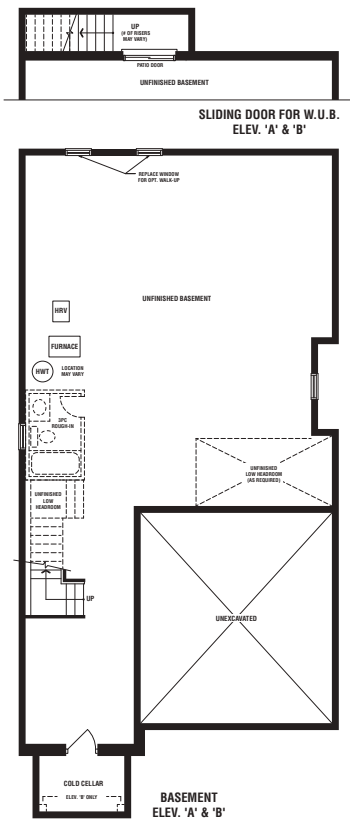 UP
(# OF RISERS
MAY VARY)
PATIO DOOR
UNFINISHED BASEMENT
SLIDING DOOR FOR W.U.B.
ELEV. 'A' & 'B'
REPLACE WINDOW
FOR OPT. WALK-UP
UNFINISHED BASEMENT
HRV
FURNACE
HWT
LOCATION
MAY VARY
3PC
ROUGH-IN
UNFINISHED
LOW HEADROOM
(AS REQUIRED)
UNFINISHED
LOW
HEADROOM
UP
UNEXCAVATED
COLD CELLAR
ELEV. 'B' ONLY
BASEMENT
ELEV. 'A' & 'B'